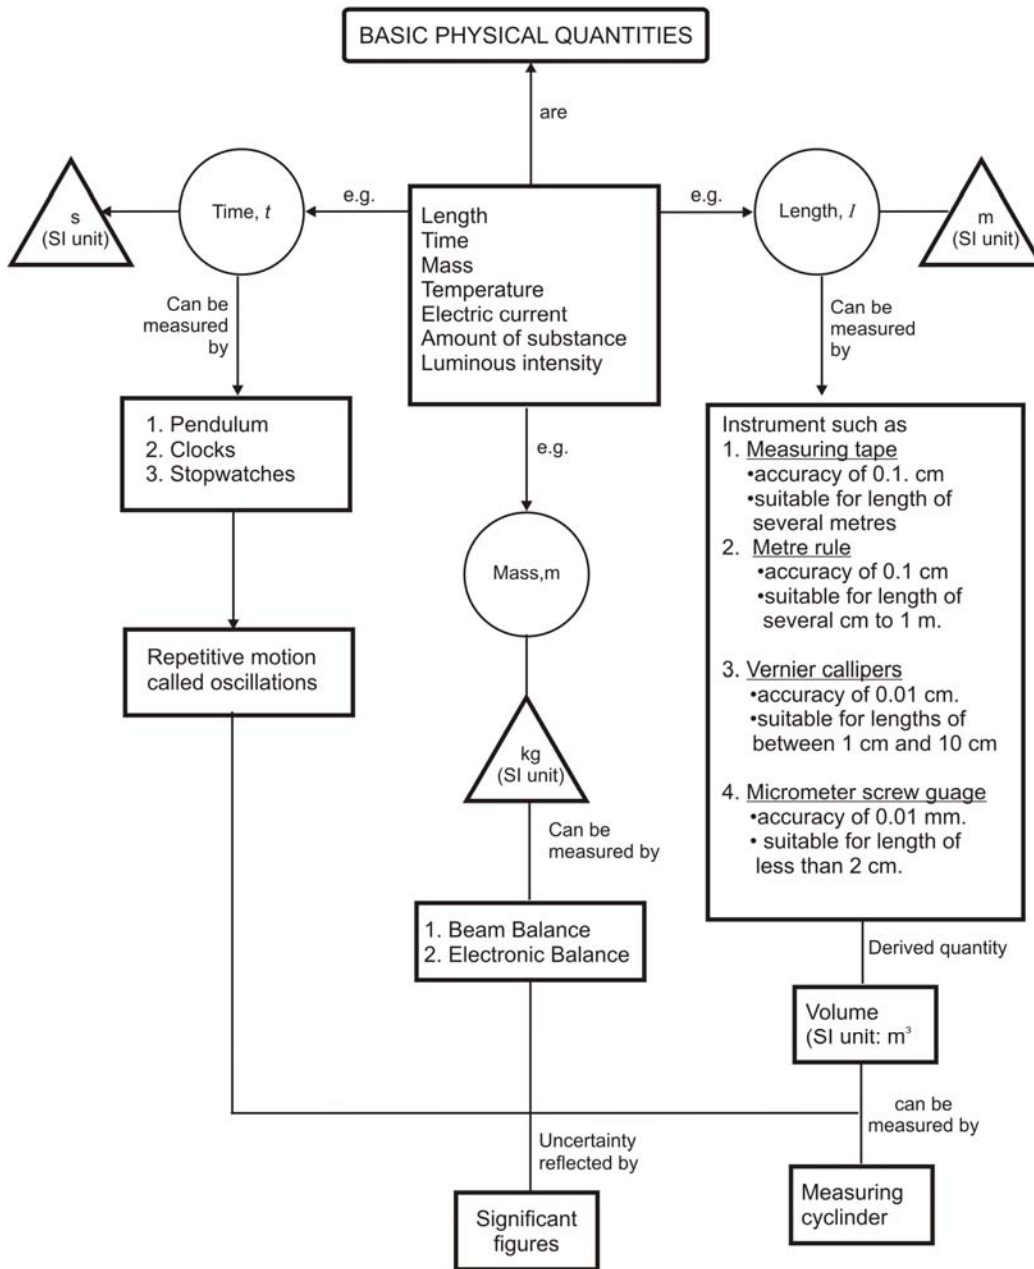 BASIC PHYSICAL QUANTITIES
are
s
(SI unit)
Time, t
e.g.
Length
Time
Mass
Temperature
Electric current
Amount of substance
Luminous intensity
e.g.
Length, I
m
(SI unit)
Can be
measured
by
1. Pendulum
2. Clocks
3. Stopwatches
Repetitive motion
called oscillations
e.g.
Mass,m
kg
(SI unit)
Can be
measured by
1. Beam Balance
2. Electronic Balance
Can be
measured
by
Instrument such as
1. Measuring tape
•accuracy of 0.1. cm
•suitable for length of
several metres
2. Metre rule
•accuracy of 0.1 cm
•suitable for length of
several cm to 1 m.
3. Vernier callipers
•accuracy of 0.01 cm.
•suitable for lengths of
between 1 cm and 10 cm
4. Micrometer screw guage
•accuracy of 0.01 mm.
• suitable for length of
less than 2 cm.
Derived quantity
Volume
(SI unit: m³
can be
measured by
Measuring
cyclinder
Uncertainty
reflected by
Significant
figures